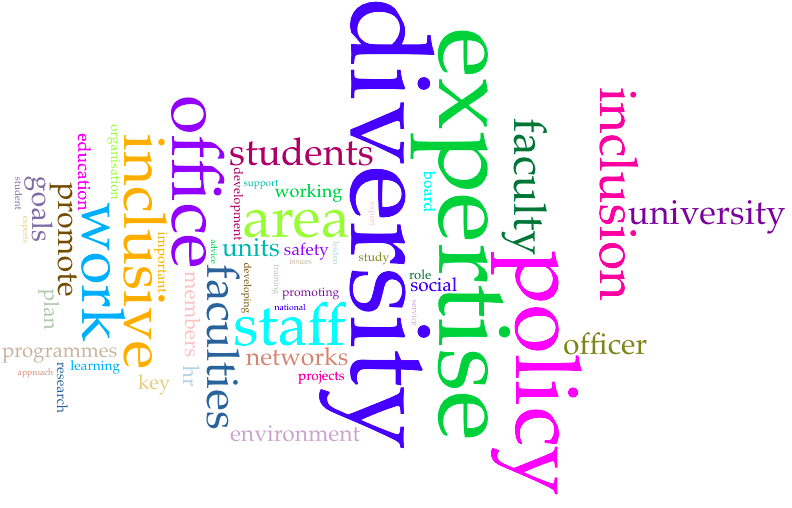 diversity
expertise
policy
inclusion
faculty
university
officer
office
inclusive
students
area
staff
faculties
work
units
working
support
development
safety
issues
study
expert
board
role
social
service
promoting
national
developing
training
advice
networks
projects
environment
members
hr
important
key
organisation
education
promote
goals
student
experts
plan
programmes
approach
learning
research